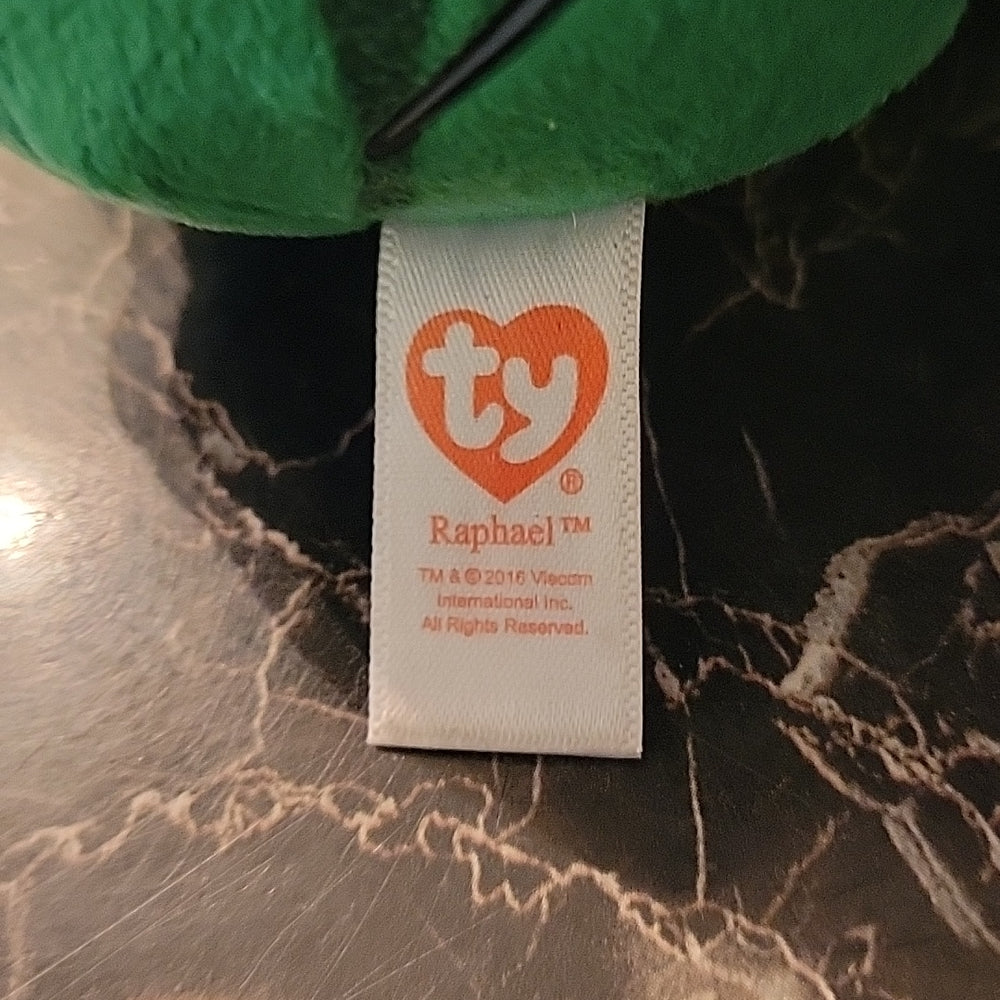 ty
®
Raphael™
TM & © 2016 Viacom
International Inc.
All Rights Reserved.